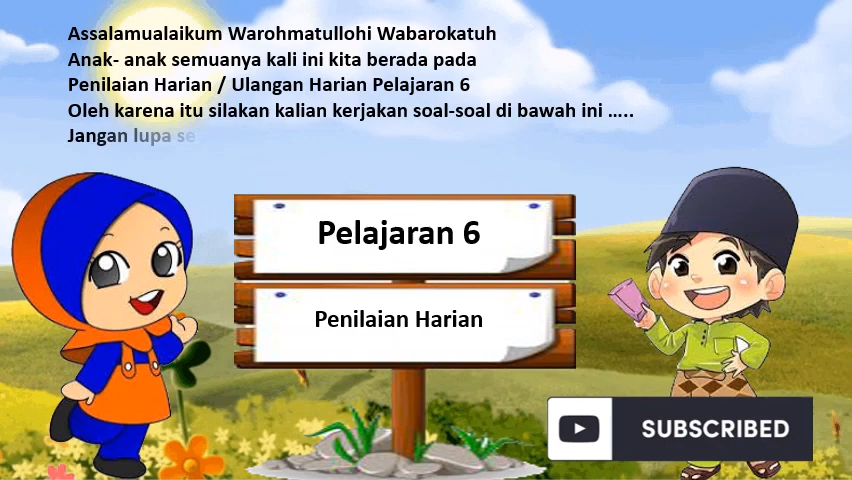 Assalamualaikum Warohmatullohi Wabarokatuh
Anak- anak semuanya kali ini kita berada pada
Penilaian Harian / Ulangan Harian Pelajaran 6
Oleh karena itu silakan kalian kerjakan soal-soal di bawah ini …..
Jangan lupa se
Pelajaran 6
Penilaian Harian
SUBSCRIBED